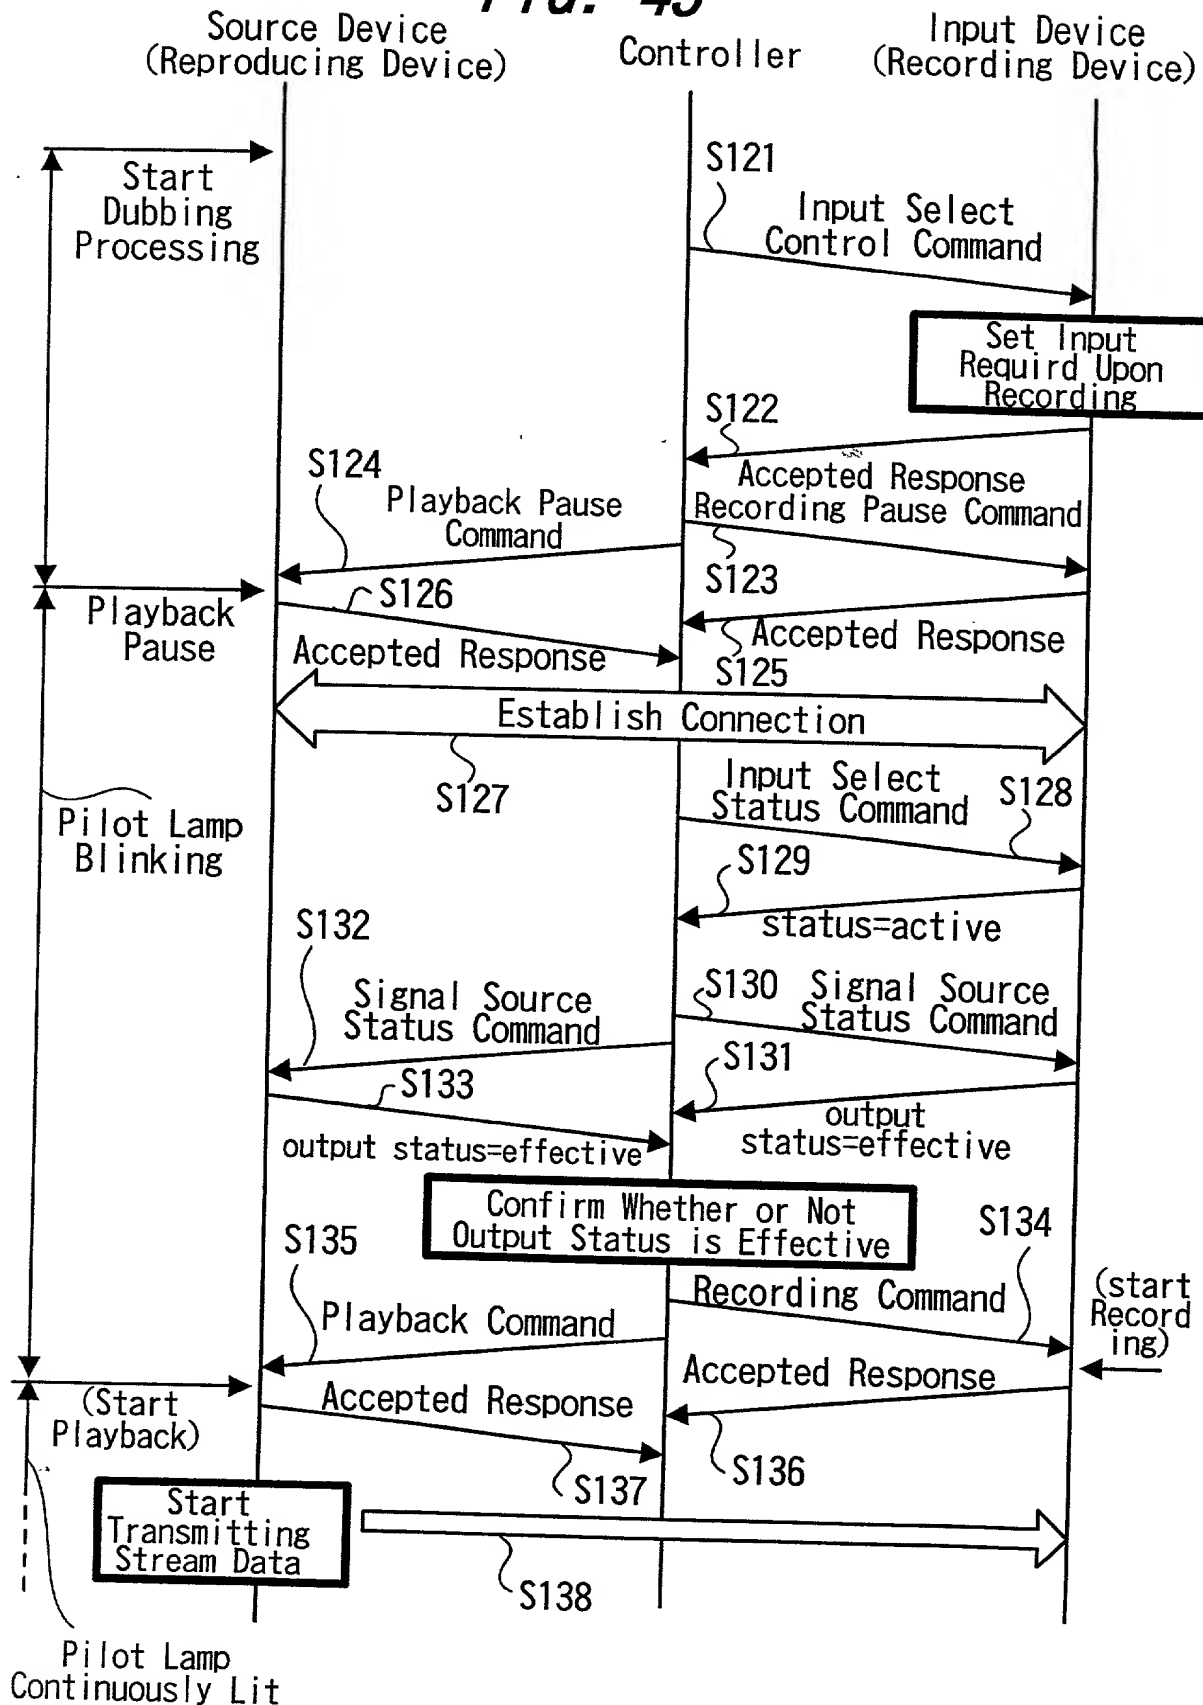 Source Device
(Reproducing Device)
Controller
Input Device
(Recording Device)
S121
Start
Dubbing
Processing
Input Select
Control Command
Set Input
Requird Upon
Recording
S122
Accepted Response
S124
Playback Pause
Command
Recording Pause Command
S123
Playback
Pause
S126
Accepted Response
Accepted Response
S125
Establish Connection
S127
Input Select
Status Command
S128
Pilot Lamp
Blinking
S129
status=active
S132
Signal Source
Status Command
S130
Signal Source
Status Command
S133
output status=effective
S131
output
status=effective
Confirm Whether or Not
Output Status is Effective
S134
S135
Recording Command
(start
Record
ing)
Playback Command
Accepted Response
(Start
Playback)
Accepted Response
S136
S137
Start
Transmitting
Stream Data
S138
Pilot Lamp
Continuously Lit